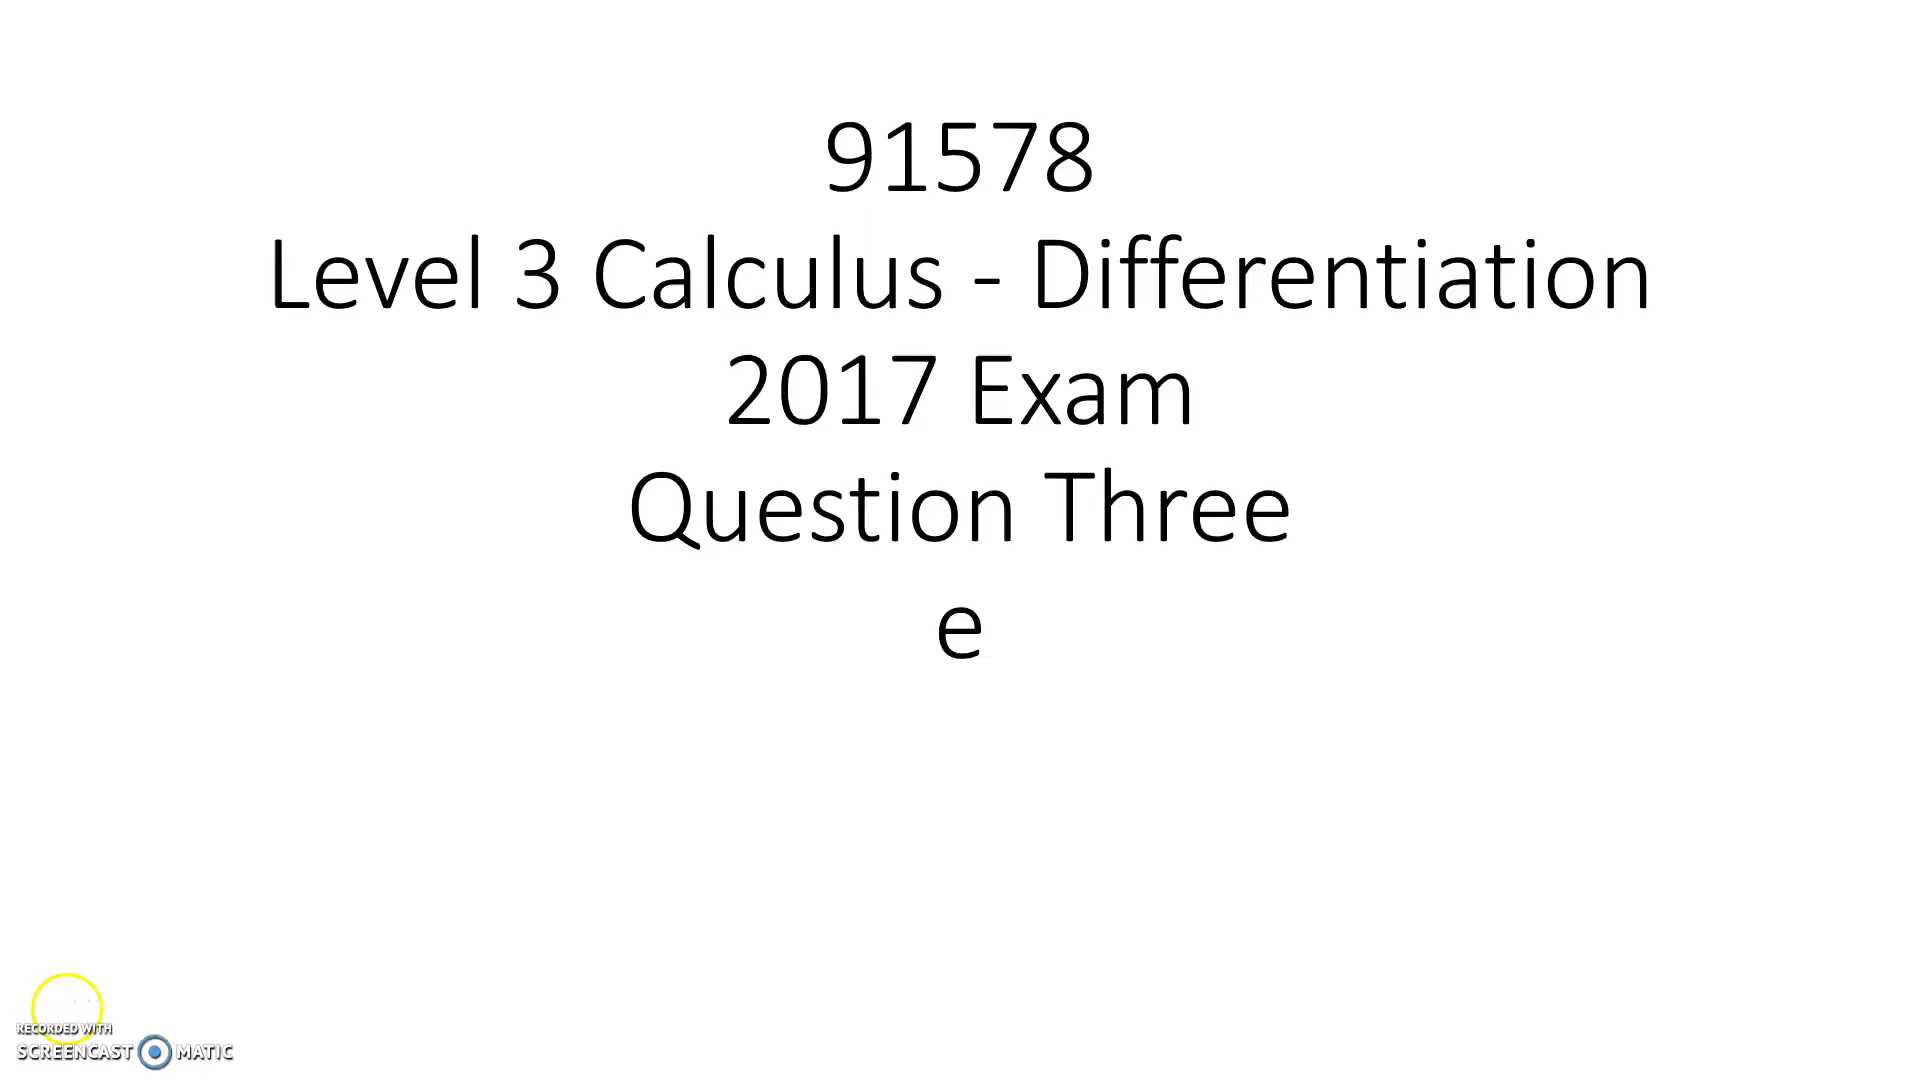 91578
Level 3 Calculus - Differentiation
2017 Exam
Question Three
e
RECORDED WITH
SCREENCAST MATIC